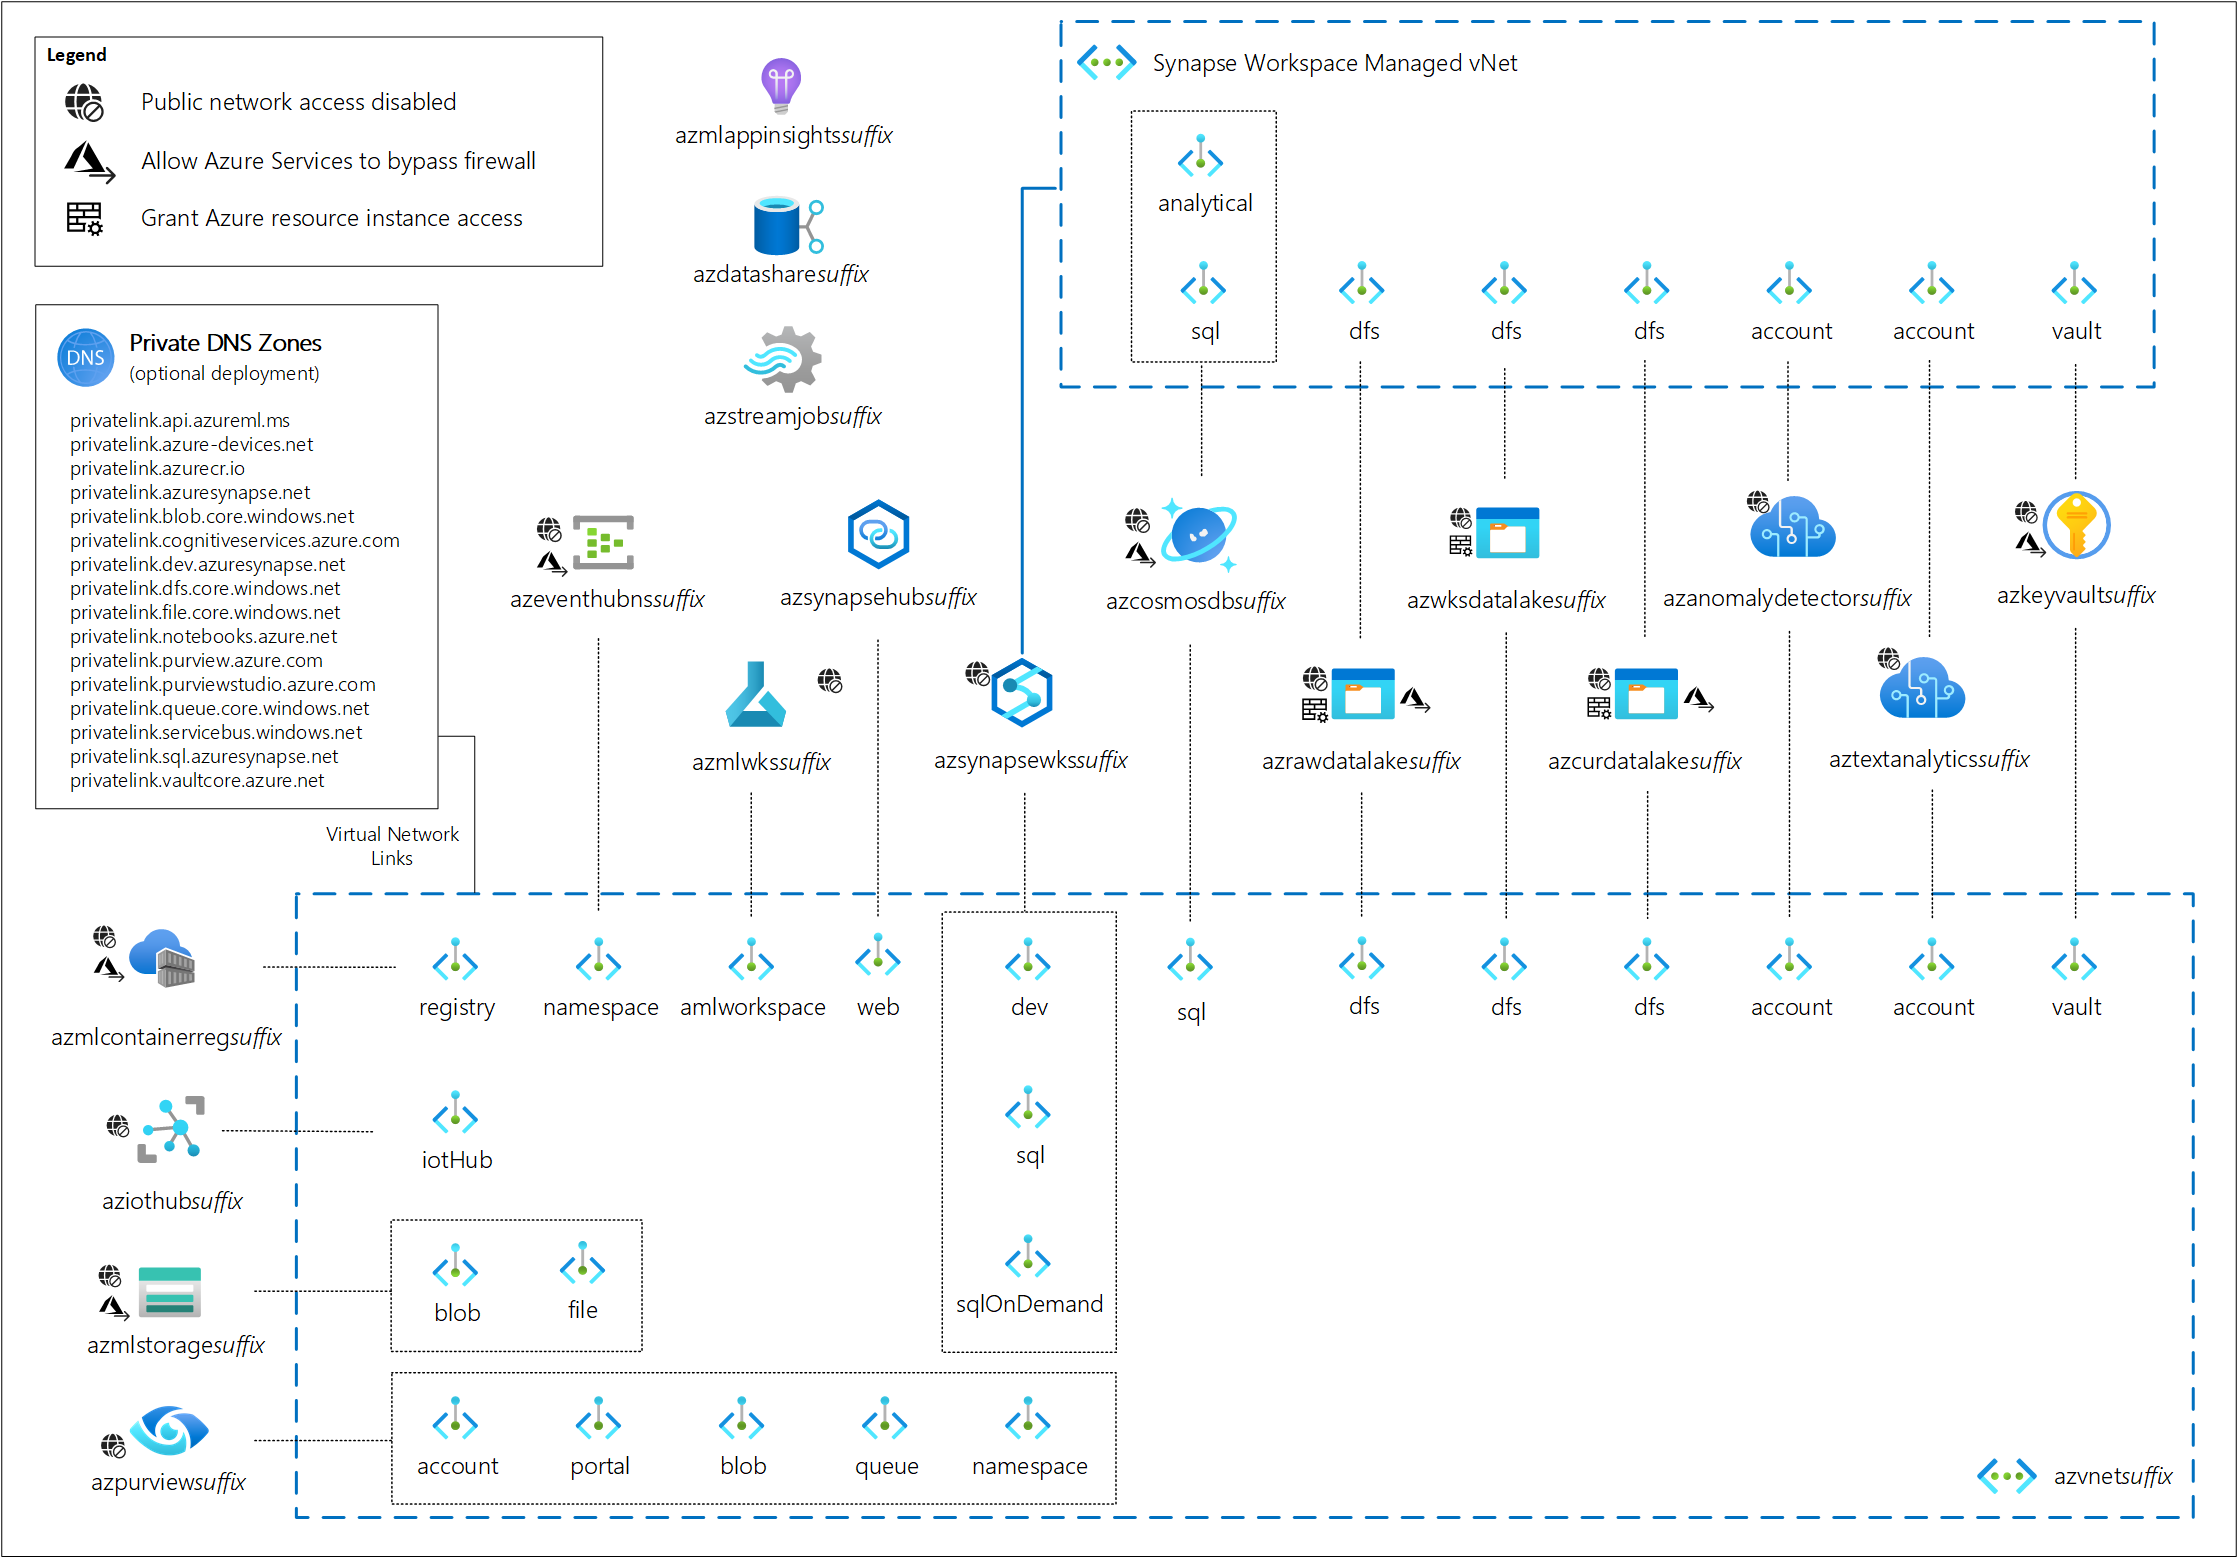 Legend
Public network access disabled
Allow Azure Services to bypass firewall
Grant Azure resource instance access
azmlappinsightssuffix
azdatasharesuffix
azstreamjobsuffix
Synapse Workspace Managed vNet
analytical
sql
dfs
dfs
dfs
account
account
vault
DNS
Private DNS Zones
(optional deployment)
privatelink.api.azureml.ms
privatelink.azure-devices.net
privatelink.azurecr.io
privatelink.azuresynapse.net
privatelink.blob.core.windows.net
privatelink.cognitiveservices.azure.com
privatelink.dev.azuresynapse.net
privatelink.dfs.core.windows.net
privatelink.file.core.windows.net
privatelink.notebooks.azure.net
privatelink.purview.azure.com
privatelink.purviewstudio.azure.com
privatelink.queue.core.windows.net
privatelink.servicebus.windows.net
privatelink.sql.azuresynapse.net
privatelink.vaultcore.azure.net
Virtual Network
Links
azeventhubnssuffix
azsynapsehubsuffix
azcosmosdbsuffix
azwksdatalakesuffix
azanomalydetectorsuffix
azkeyvaultsuffix
azmlwkssuffix
azsynapsewkssuffix
azrawdatalakesuffix
azcurdatalakesuffix
aztextanalyticssuffix
azmlcontainerregsuffix
registry
namespace
amlworkspace
web
dev
sql
dfs
dfs
dfs
account
account
vault
aziothubsuffix
iotHub
sql
azmlstoragesuffix
blob
file
sqlOnDemand
azpurviewsuffix
account
portal
blob
queue
namespace
azvnetsuffix